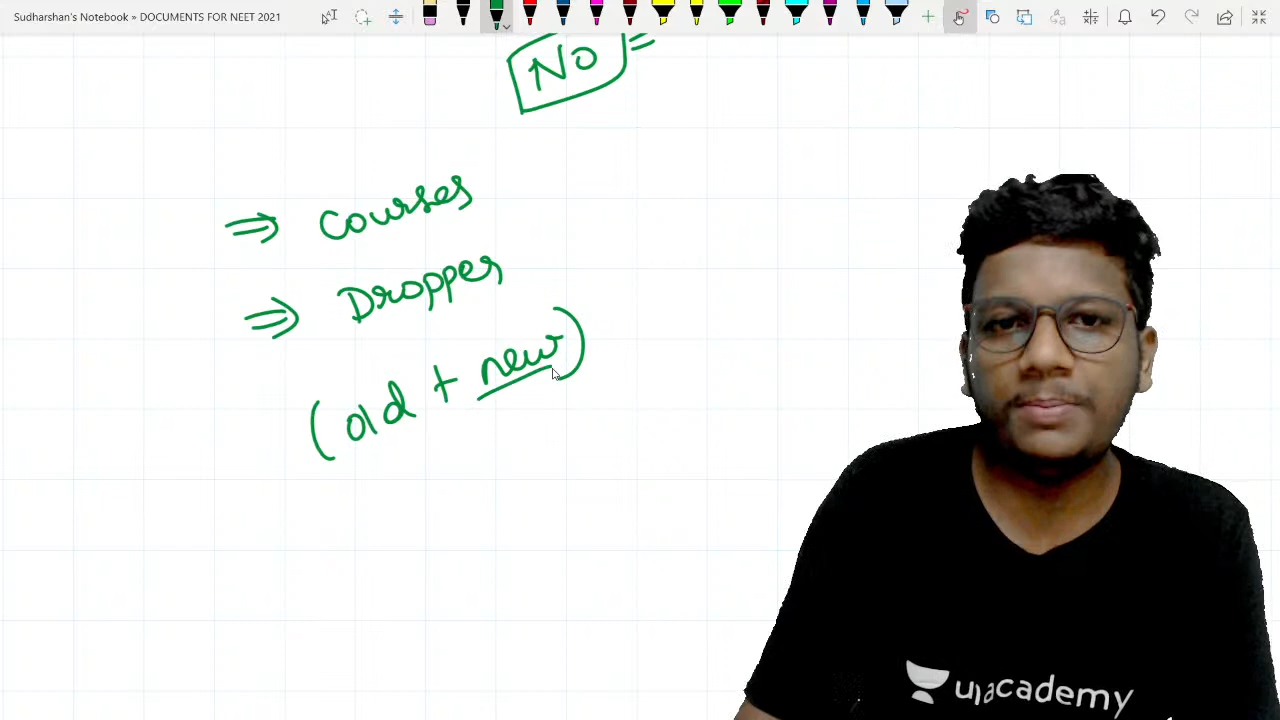 Sudharshan's Notebook » DOCUMENTS FOR NEET 2021
No =
⇒ Courses
⇒ Dropper
(old + new)
unacademy